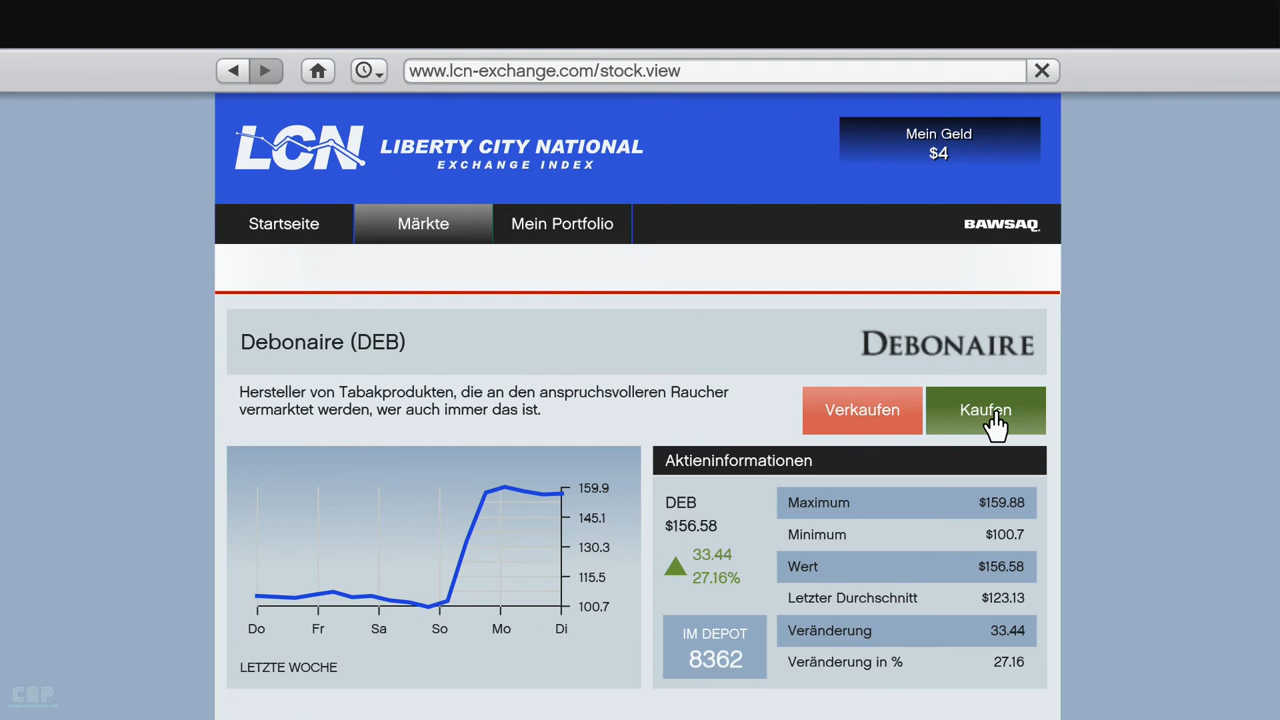 www.lcn-exchange.com/stock.view
LCN
LIBERTY CITY NATIONAL
EXCHANGE INDEX
Mein Geld
$4
Startseite
Märkte
Mein Portfolio
BAWSAQ
Debonaire (DEB)
DEBONAIRE
Hersteller von Tabakprodukten, die an den anspruchsvolleren Raucher
vermarktet werden, wer auch immer das ist.
Verkaufen
Kaufen
159.9
145.1
130.3
115.5
100.7
Do Fr Sa So Mo Di
LETZTE WOCHE
Aktieninformationen
DEB
$156.58
33.44
27.16%
IM DEPOT
8362
Maximum $159.88
Minimum $100.7
Wert $156.58
Letzter Durchschnitt $123.13
Veränderung 33.44
Veränderung in % 27.16
CEP